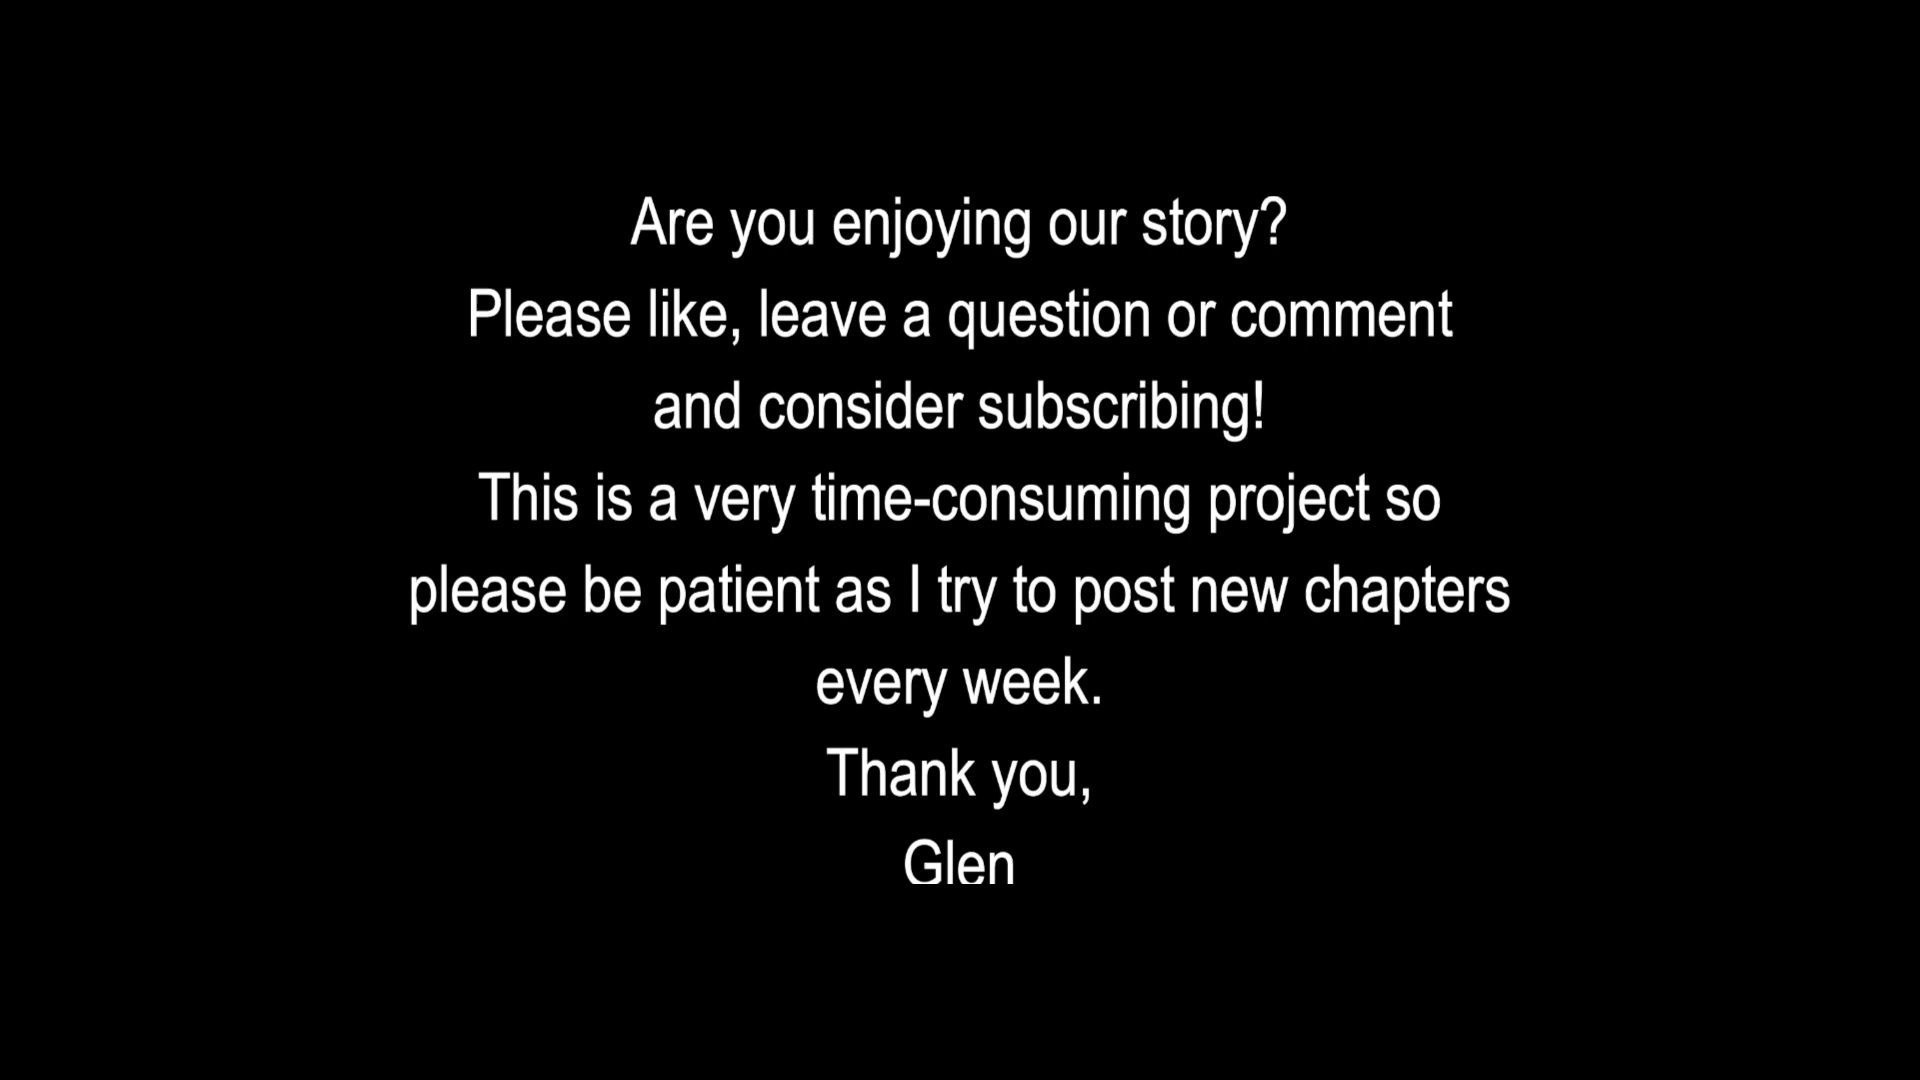 Are you enjoying our story?
Please like, leave a question or comment
and consider subscribing!
This is a very time-consuming project so
please be patient as I try to post new chapters
every week.
Thank you,
Glen